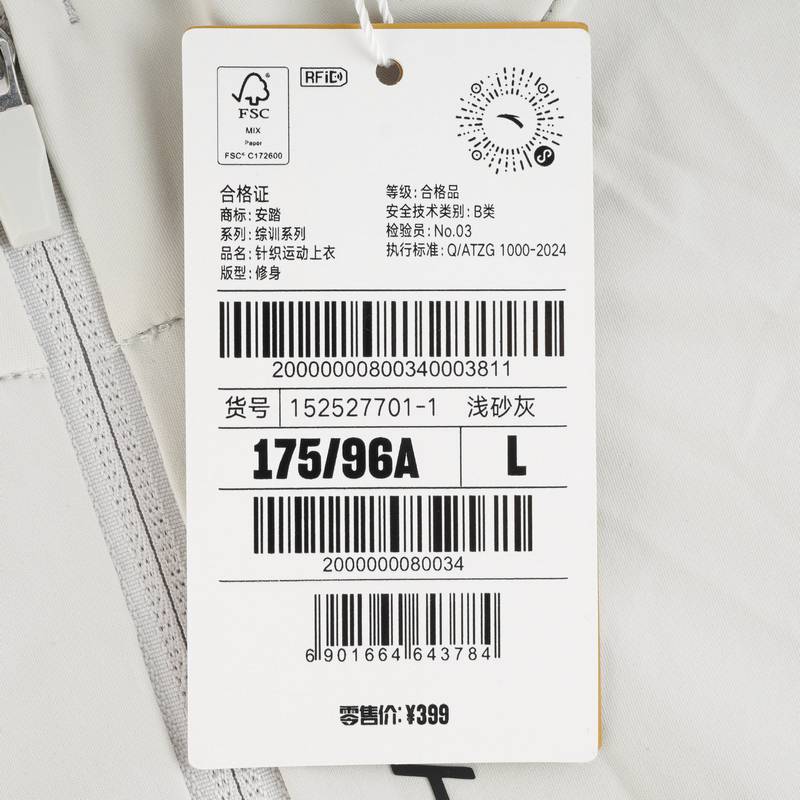 FSC
MIX
Paper
FSC® C172600
RFiD
合格证
商标: 安踏
系列: 综训系列
品名: 针织运动上衣
版型: 修身
等级: 合格品
安全技术类别: B类
检验员: No.03
执行标准: Q/ATZG 1000-2024
20000000800340003811
货号 152527701-1 浅砂灰
175/96A L
2000000080034
6 901664 643784
零售价: ¥399